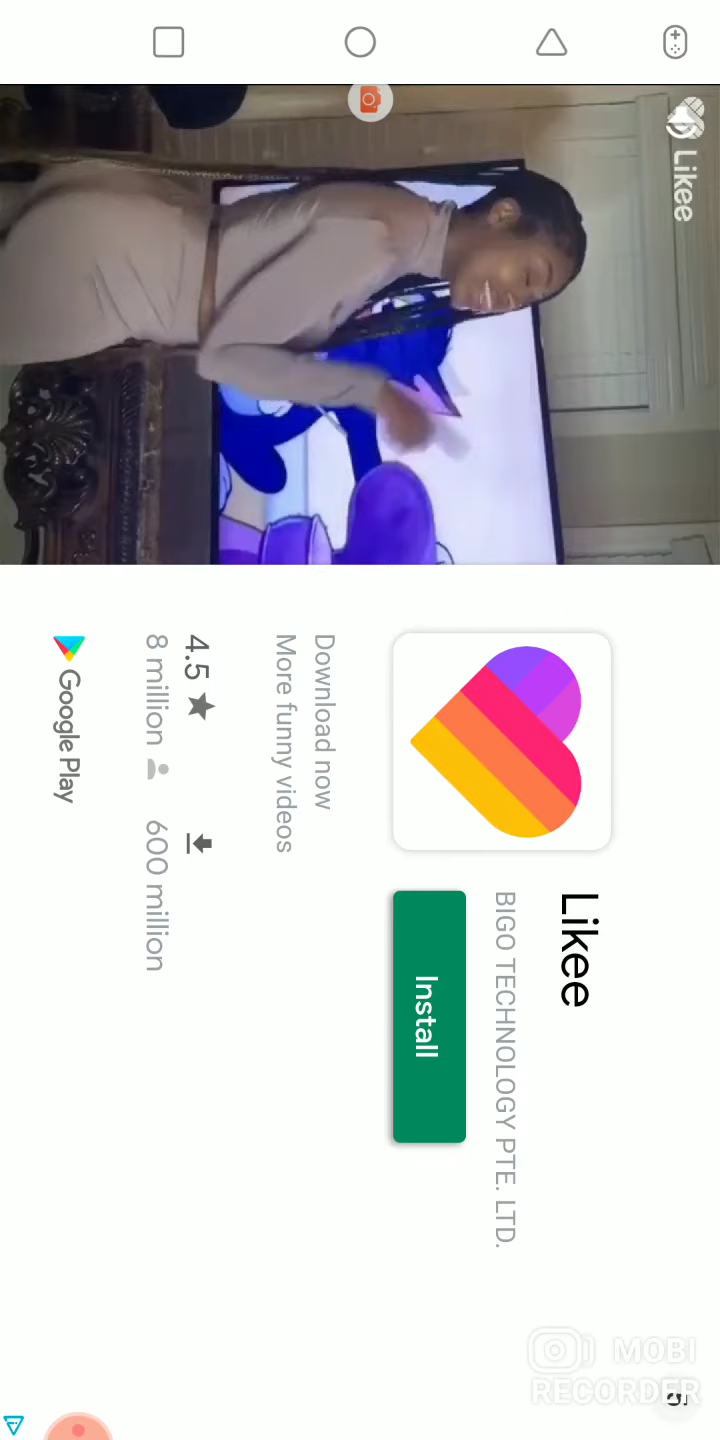 Likee
Likee
BIGO TECHNOLOGY PTE. LTD.
Install
Download now
More funny videos
4.5
8 million
600 million
Google Play
MOBI
RECORDER
5